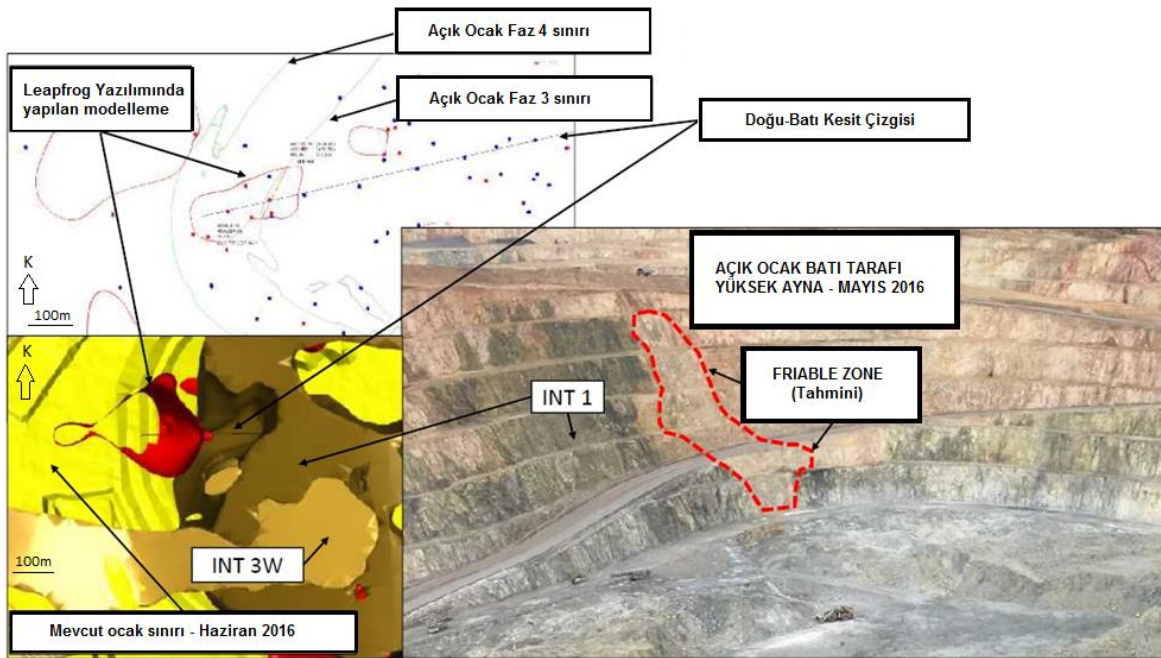 Açık Ocak Faz 4 sınırı
Leapfrog Yazılımında
yapılan modelleme
Açık Ocak Faz 3 sınırı
Doğu-Batı Kesit Çizgisi
K
100m
AÇIK OCAK BATI TARAFI
YÜKSEK AYNA - MAYIS 2016
FRIABLE ZONE
(Tahmini)
INT 1
K
INT 3W
100m
Mevcut ocak sınırı - Haziran 2016